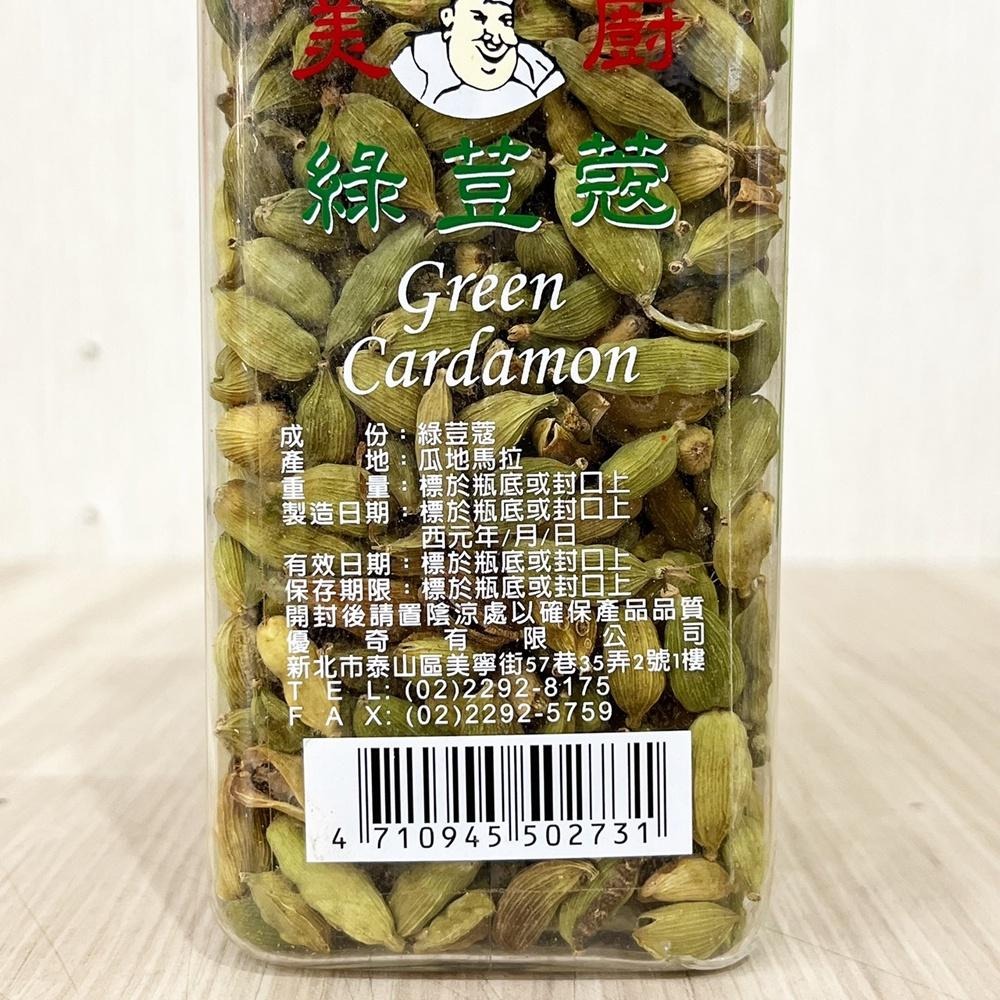 美廚
綠荳蔻
Green
Cardamon
成份：綠荳蔻
產地：瓜地馬拉
重量：標於瓶底或封口上
製造日期：標於瓶底或封口上
西元年/月/日
有效日期：標於瓶底或封口上
保存期限：標於瓶底或封口上
開封後請置陰涼處以確保產品品質
優奇有限公司
新北市泰山區美寧街57巷35弄2號1樓
TEL: (02)2292-8175
FAX: (02)2292-5759
4 710945 502731